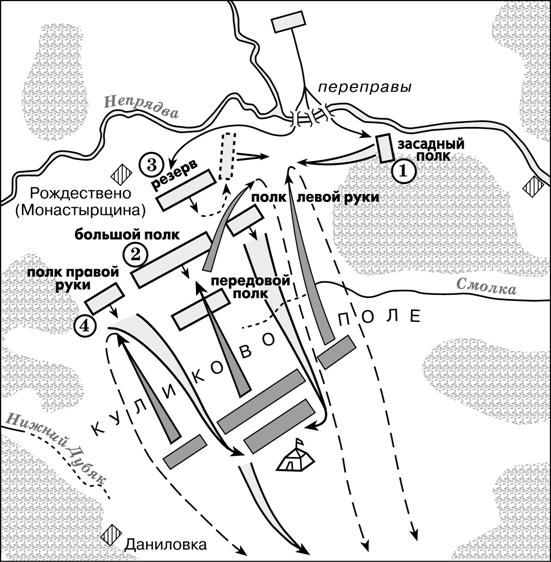 переправы
Непрядва
засадный
полк
1
3
резерв
Рождествено
(Монастырщина)
полк левой руки
большой полк
2
полк правой
руки
передовой
полк
4
Смолка
КУЛИКОВО ПОЛЕ
Нижний Дубяк
Даниловка